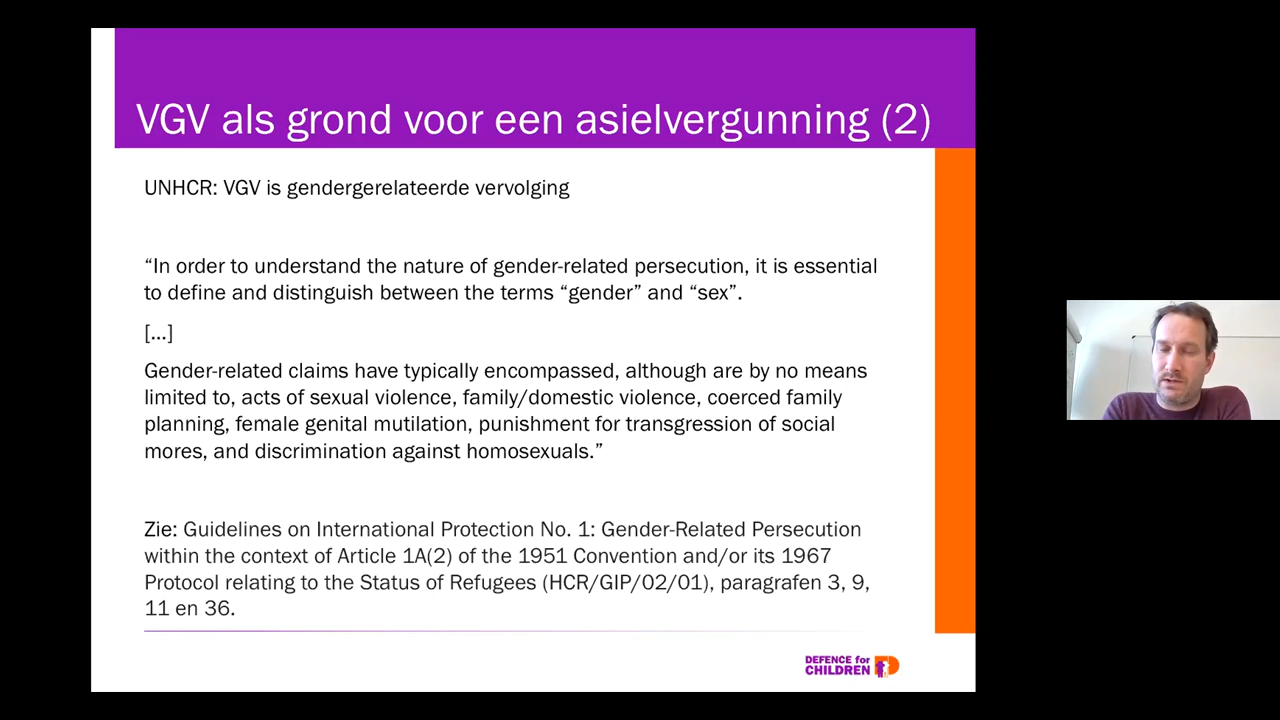 VGV als grond voor een asielvergunning (2)
UNHCR: VGV is gendergerelateerde vervolging
“In order to understand the nature of gender-related persecution, it is essential
to define and distinguish between the terms “gender” and “sex”.
[...]
Gender-related claims have typically encompassed, although are by no means
limited to, acts of sexual violence, family/domestic violence, coerced family
planning, female genital mutilation, punishment for transgression of social
mores, and discrimination against homosexuals.”
Zie: Guidelines on International Protection No. 1: Gender-Related Persecution
within the context of Article 1A(2) of the 1951 Convention and/or its 1967
Protocol relating to the Status of Refugees (HCR/GIP/02/01), paragrafen 3, 9,
11 en 36.
DEFENCE for
CHILDREN